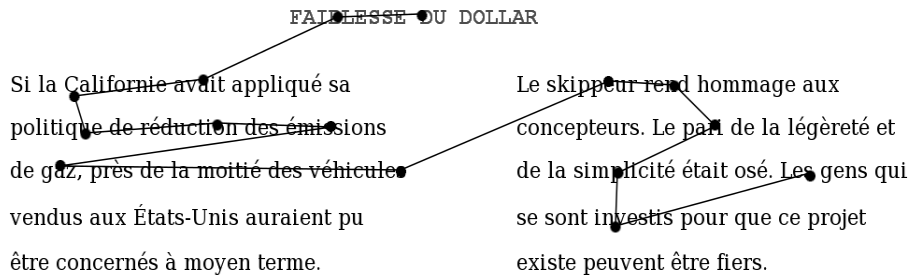 FAIBLESSE DU DOLLAR
Si la Californie avait appliqué sa
politique de réduction des émissions
de gaz, près de la moitié des véhicules
vendus aux États-Unis auraient pu
être concernés à moyen terme.
Le skippeur rend hommage aux
concepteurs. Le pari de la légèreté et
de la simplicité était osé. Les gens qui
se sont investis pour que ce projet
existe peuvent être fiers.